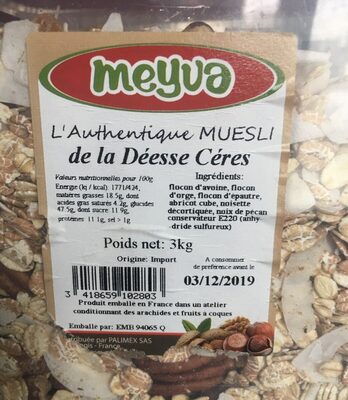 meyva
L'Authentique MUESLI
de la Déesse Céres
Valeurs nutritionnelles pour 100g
Energie (kj / kcal): 1771/434,
matières grasses 18.5g, dont
acides gras saturés 4.2g, glucides
47.5g, dont sucre 11.9g,
protéines 11.1g, sel > 1g
Ingrédients:
flocon d'avoine, flocon
d'orge, flocon d'épautre,
abricot cube, noisette
décortiquée, noix de pécan
conservateur E220 (anhy-
dride sulfureux)
Poids net: 3kg
Origine: Import
A consommer
de préférence avant le
03/12/2019
3 418659 102803
Produit emballé en France dans un atelier
conditionnant des arachides et fruits à coques
Emballé par: EMB 94065 Q
par PALIMEX SAS
- France